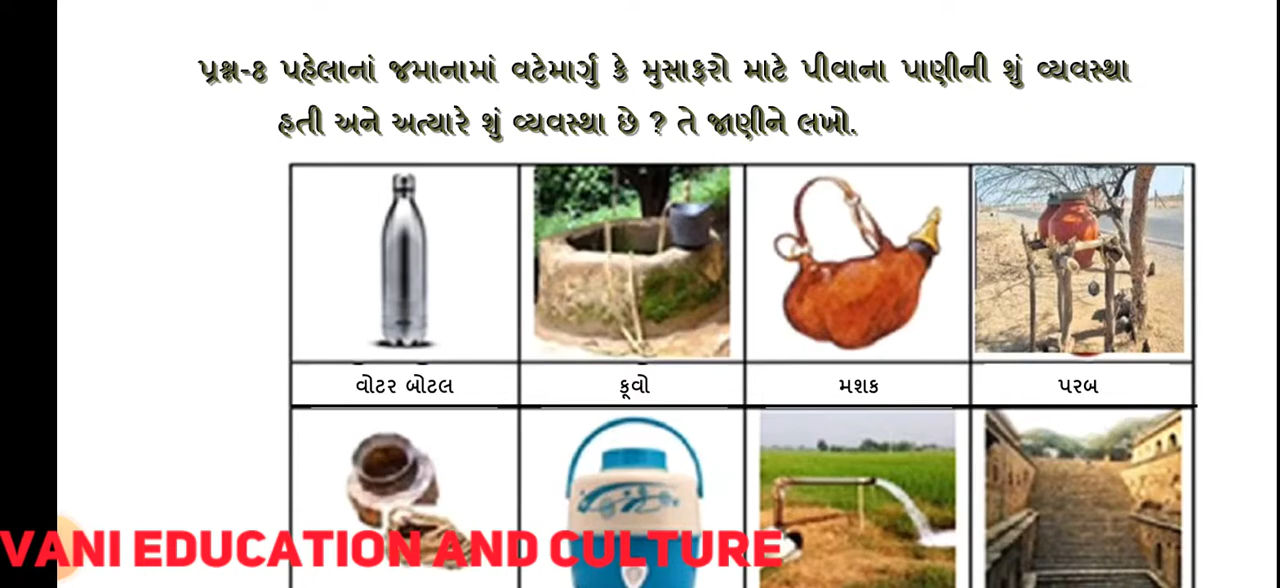 પ્રશ્ન-8 પહેલાનાં જમાનામાં વટેમાર્ગુ કે મુસાફરો માટે પીવાના પાણીની શું વ્યવસ્થા
હતી અને અત્યારે શું વ્યવસ્થા છે ? તે જાણીને લખો.
વોટર બોટલ
કૂવો
મશક
પરબ
VANI EDUCATION AND CULTURE